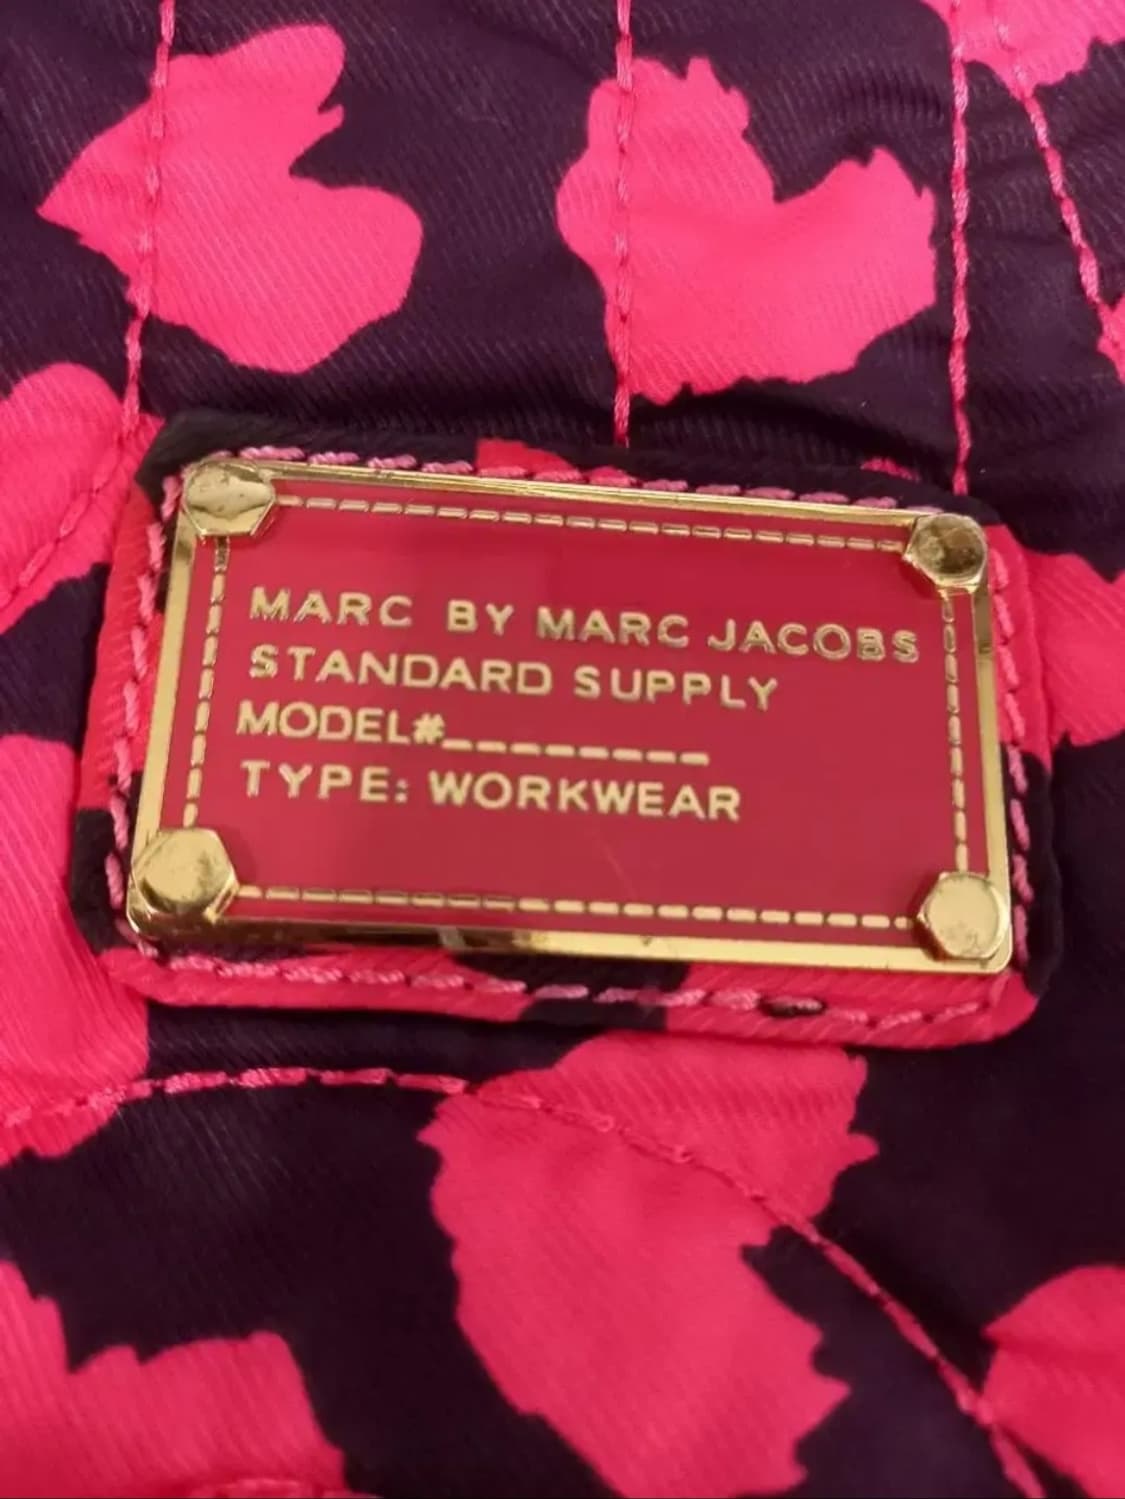 MARC BY MARC JACOBS
STANDARD SUPPLY
MODEL#_________
TYPE: WORKWEAR